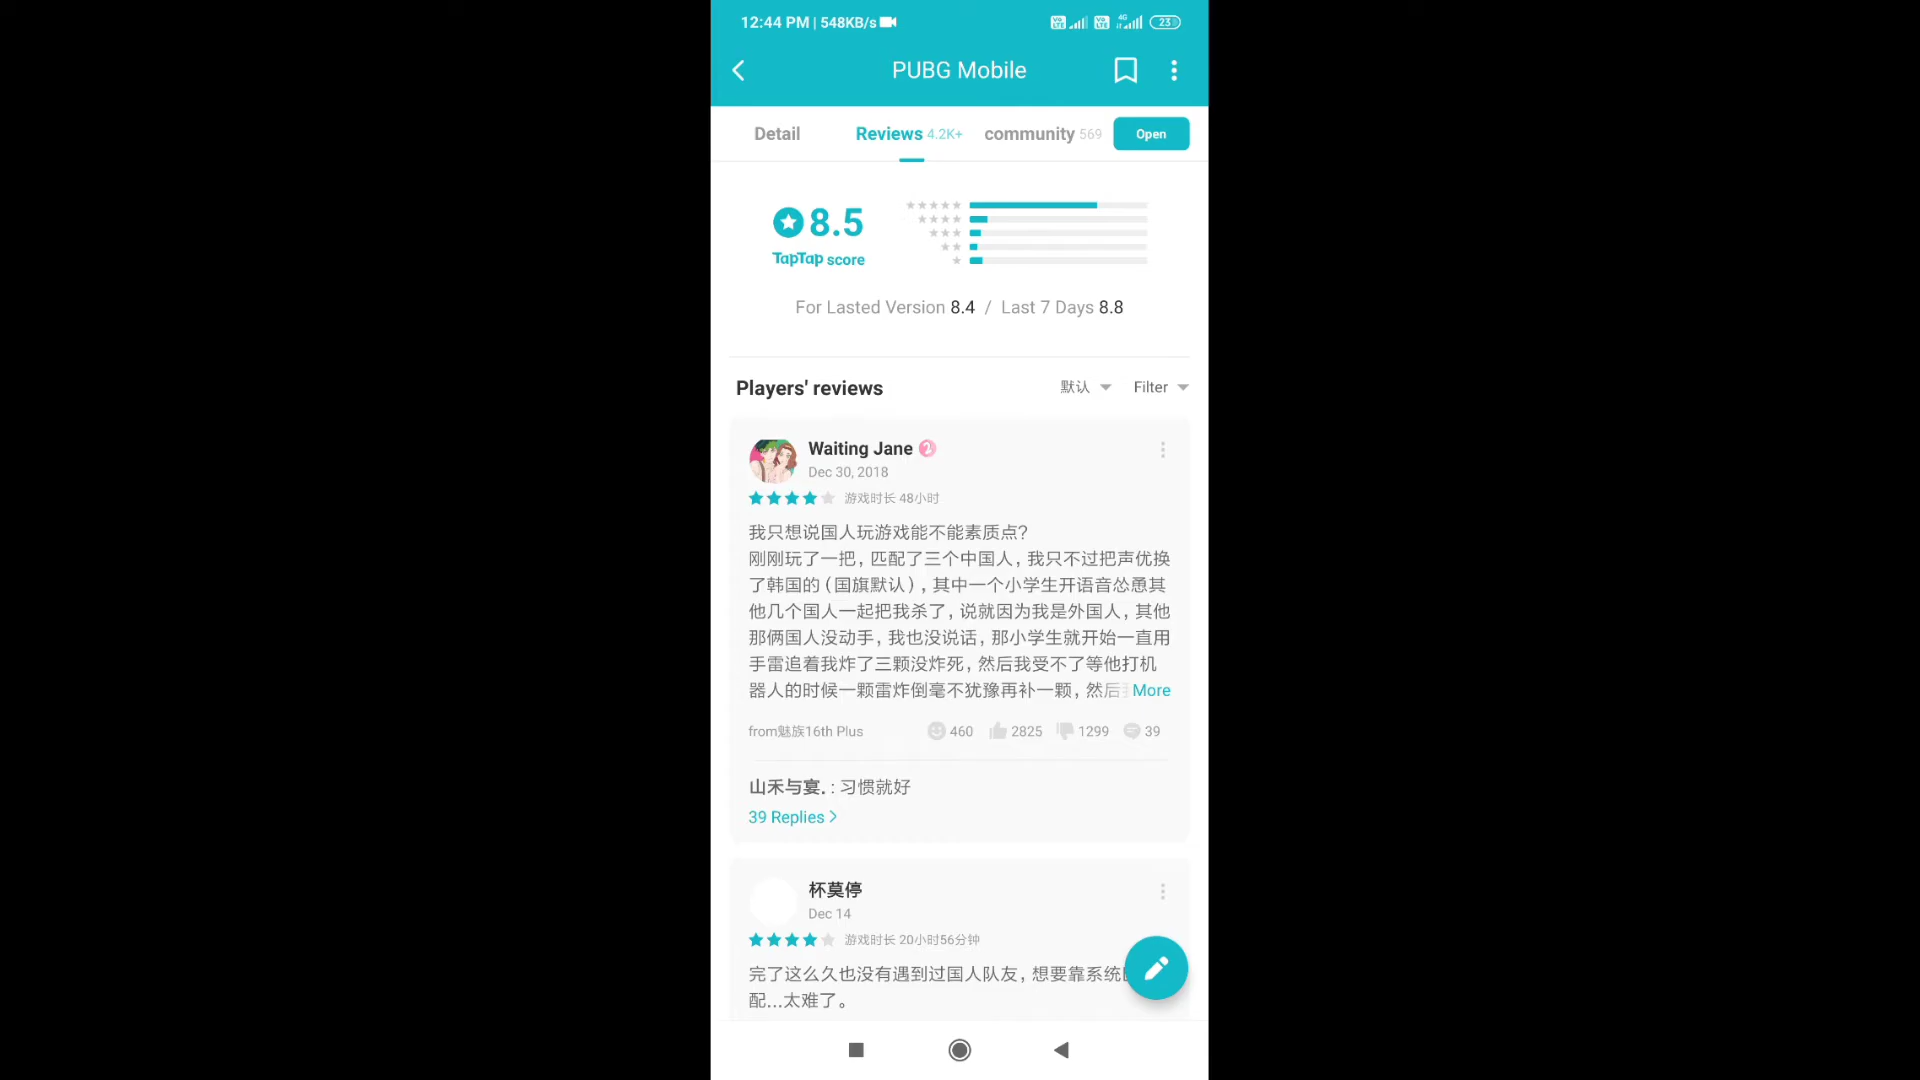 12:44 PM | 548KB/s
4G
23
PUBG Mobile
Detail
Reviews 4.2K+
community 569
Open
8.5
TapTap score
For Lasted Version 8.4 / Last 7 Days 8.8
Players' reviews
默认
Filter
Waiting Jane
Dec 30, 2018
游戏时长 48小时
我只想说国人玩游戏能不能素质点?
刚刚玩了一把，匹配了三个中国人，我只不过把声优换
了韩国的（国旗默认），其中一个小学生开语音怂恿其
他几个国人一起把我杀了，说就因为我是外国人，其他
那俩国人没动手，我也没说话，那小学生就开始一直用
手雷追着我炸了三颗没炸死，然后我受不了等他打机
器人的时候一颗雷炸倒毫不犹豫再补一颗，然后 More
from魅族16th Plus
460
2825
1299
39
山禾与宴. : 习惯就好
39 Replies
杯莫停
Dec 14
游戏时长 20小时56分钟
完了这么久也没有遇到过国人队友，想要靠系统
配...太难了。